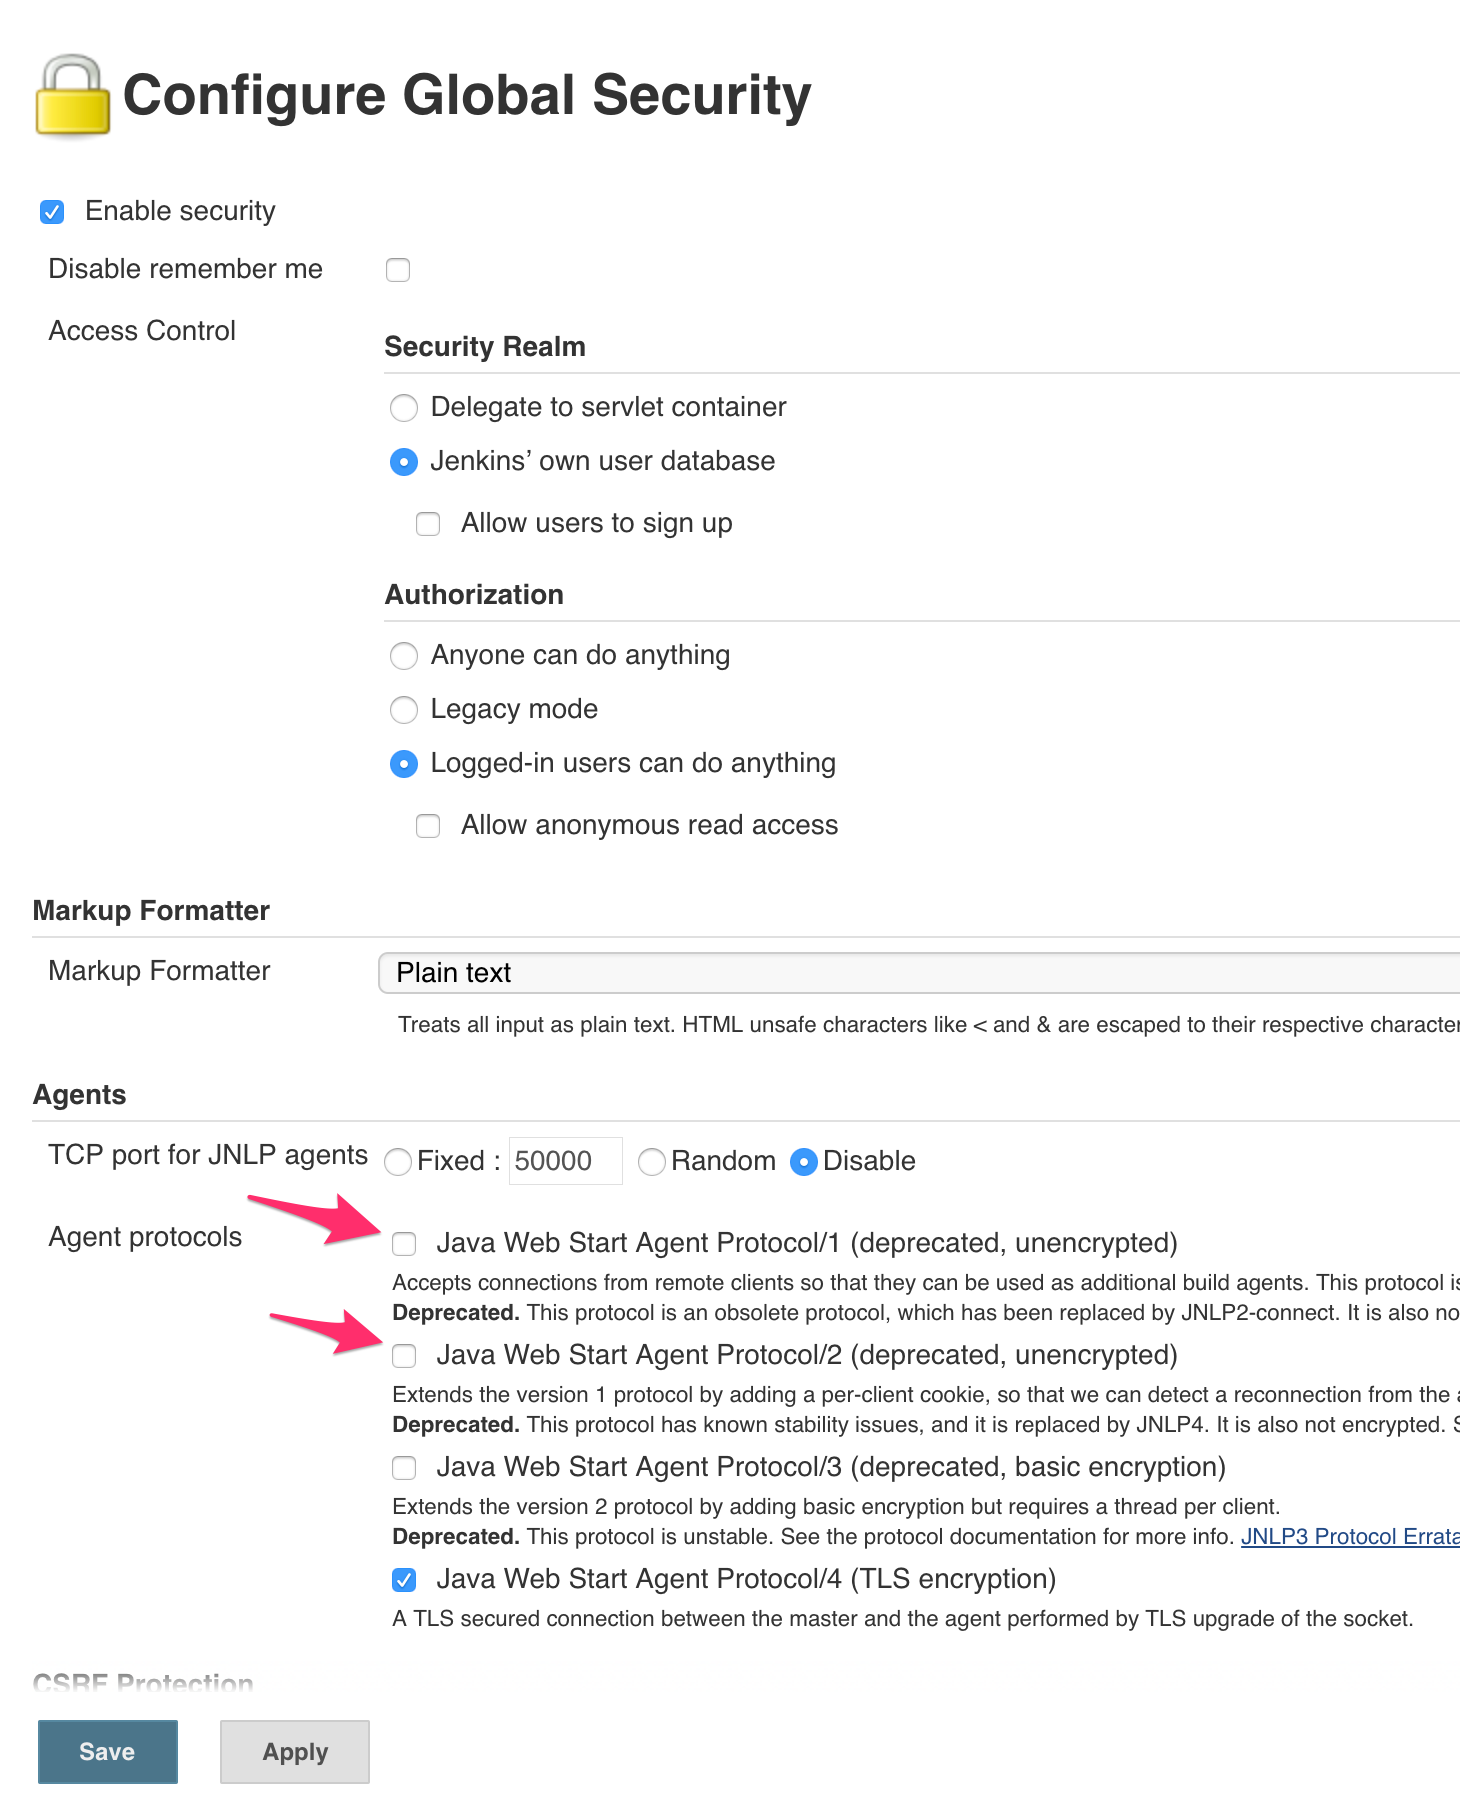 Configure Global Security
Enable security
Disable remember me
Access Control
Security Realm
Delegate to servlet container
Jenkins’ own user database
Allow users to sign up
Authorization
Anyone can do anything
Legacy mode
Logged-in users can do anything
Allow anonymous read access
Markup Formatter
Markup Formatter
Plain text
Treats all input as plain text. HTML unsafe characters like < and & are escaped to their respective character
Agents
TCP port for JNLP agents Fixed : 50000 Random Disable
Agent protocols
Java Web Start Agent Protocol/1 (deprecated, unencrypted)
Accepts connections from remote clients so that they can be used as additional build agents. This protocol is
Deprecated. This protocol is an obsolete protocol, which has been replaced by JNLP2-connect. It is also no
Java Web Start Agent Protocol/2 (deprecated, unencrypted)
Extends the version 1 protocol by adding a per-client cookie, so that we can detect a reconnection from the a
Deprecated. This protocol has known stability issues, and it is replaced by JNLP4. It is also not encrypted. S
Java Web Start Agent Protocol/3 (deprecated, basic encryption)
Extends the version 2 protocol by adding basic encryption but requires a thread per client.
Deprecated. This protocol is unstable. See the protocol documentation for more info. JNLP3 Protocol Errata
Java Web Start Agent Protocol/4 (TLS encryption)
A TLS secured connection between the master and the agent performed by TLS upgrade of the socket.
CSRF Protection
Save Apply